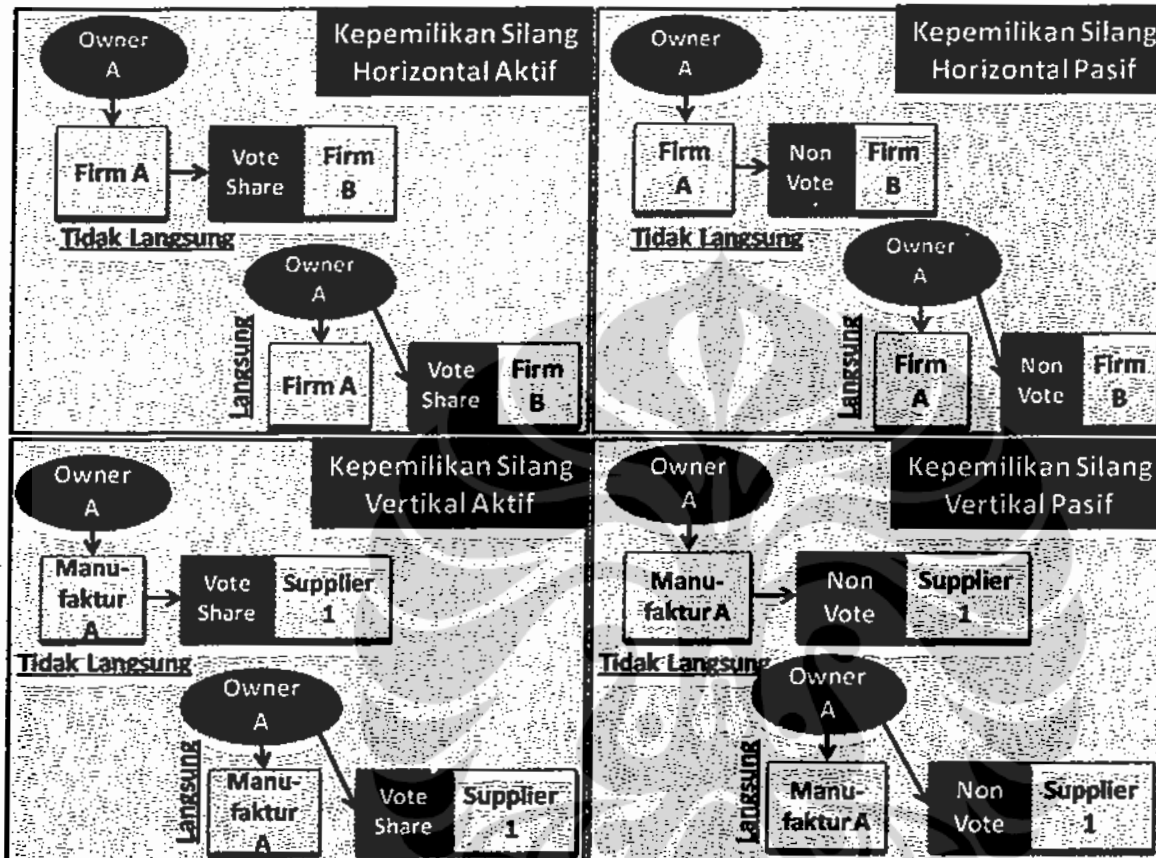 Owner
A
Kepemilikan Silang
Horizontal Aktif
Firm A
Vote
Share
Firm
B
Tidak Langsung
Owner
A
Langsung
Firm A
Vote
Share
Firm
B
Owner
A
Kepemilikan Silang
Horizontal Pasif
Firm
A
Non
Vote
Firm
B
Tidak Langsung
Owner
A
Langsung
Firm
A
Non
Vote
Firm
B
Owner
A
Kepemilikan Silang
Vertikal Aktif
Manu-
faktur
A
Vote
Share
Supplier
1
Tidak Langsung
Owner
A
Langsung
Manu-
faktur
A
Vote
Share
Supplier
1
Owner
A
Kepemilikan Silang
Vertikal Pasif
Manu-
faktur A
Non
Vote
Supplier
1
Tidak Langsung
Owner
A
Langsung
Manu-
faktur A
Non
Vote
Supplier
1